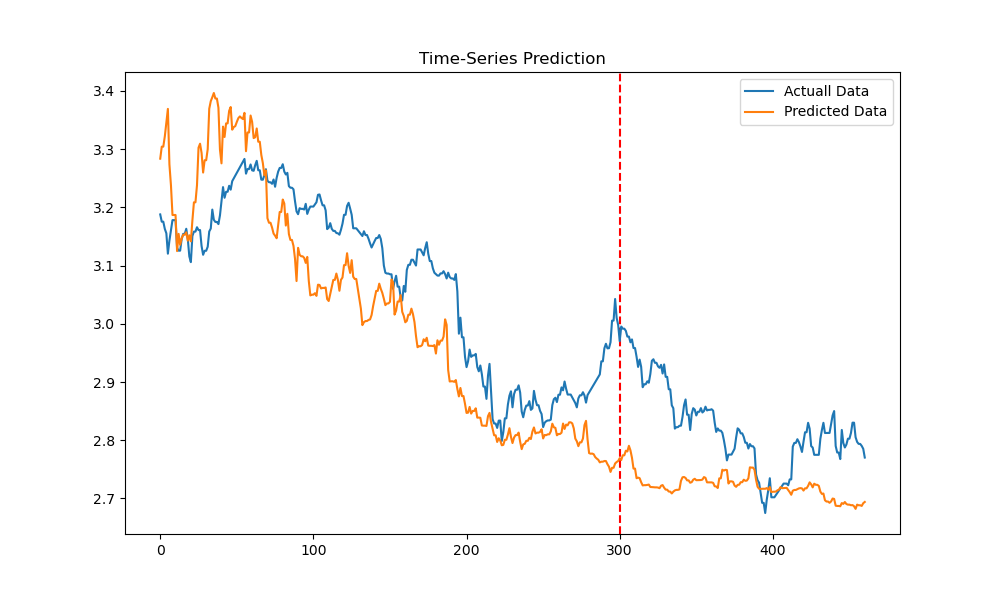 Time-Series Prediction
Actuall Data
Predicted Data
3.4
3.3
3.2
3.1
3.0
2.9
2.8
2.7
0 100 200 300 400